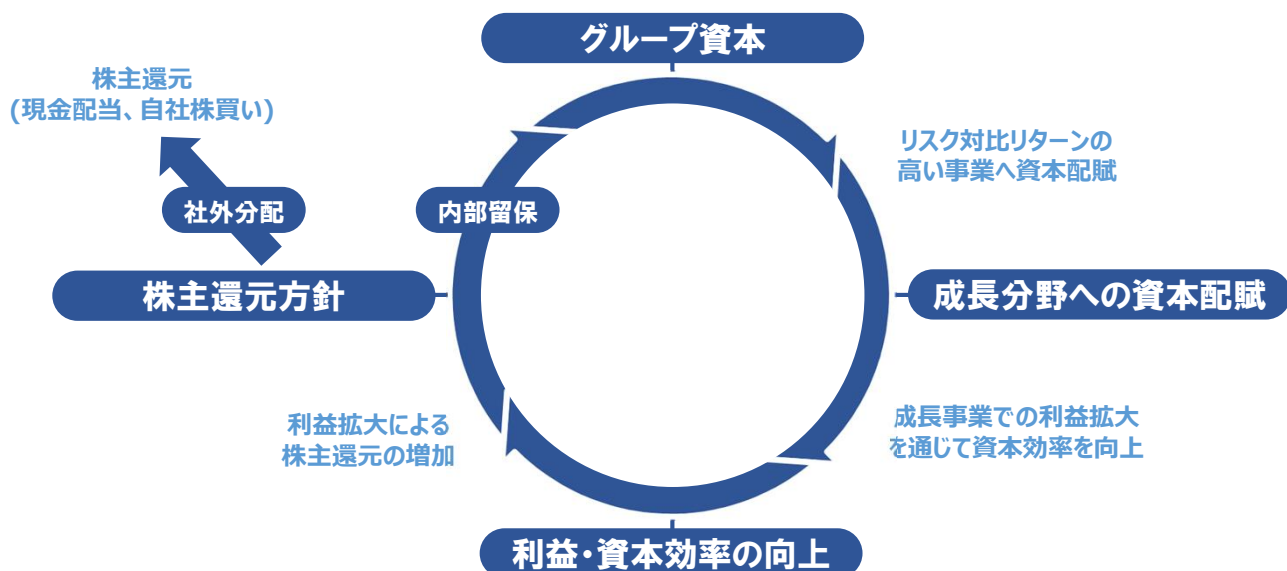 グループ資本
株主還元
(現金配当、自社株買い)
リスク対比リターンの
高い事業へ資本配賦
社外分配
内部留保
株主還元方針
成長分野への資本配賦
利益拡大による
株主還元の増加
成長事業での利益拡大
を通じて資本効率を向上
利益・資本効率の向上